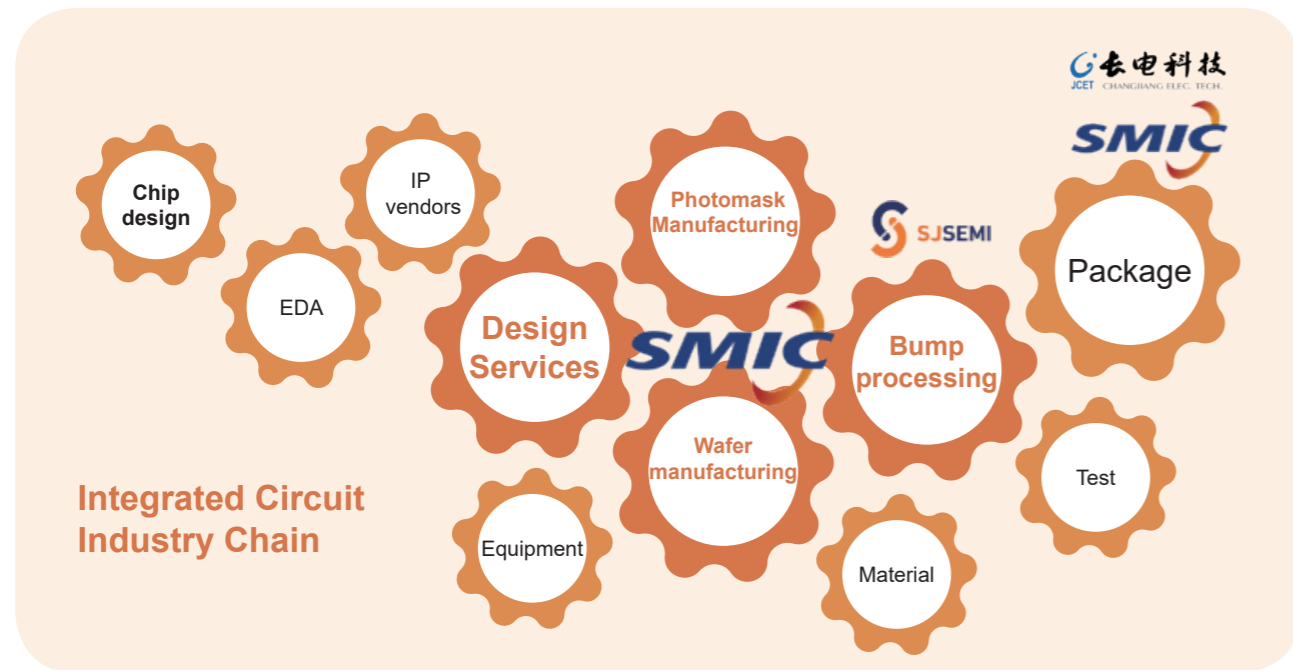 长电科技
JCET CHANGJIANG ELEC. TECH.
SMIC
Chip
design
IP
vendors
EDA
Design
Services
Photomask
Manufacturing
SMIC
Wafer
manufacturing
SJSEMI
Bump
processing
Package
Test
Equipment
Material
Integrated Circuit
Industry Chain